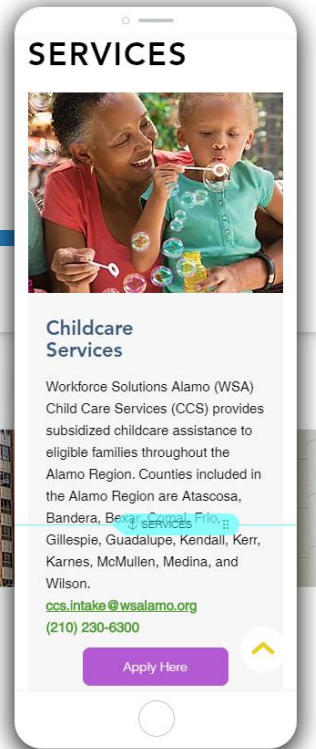 SERVICES
Childcare
Services
Workforce Solutions Alamo (WSA)
Child Care Services (CCS) provides
subsidized childcare assistance to
eligible families throughout the
Alamo Region. Counties included in
the Alamo Region are Atascosa,
Bandera, Bexar, Comal, Frio,
SERVICES
Gillespie, Guadalupe, Kendall, Kerr,
Karnes, McMullen, Medina, and
Wilson.
ccs.intake@wsalamo.org
(210) 230-6300
Apply Here